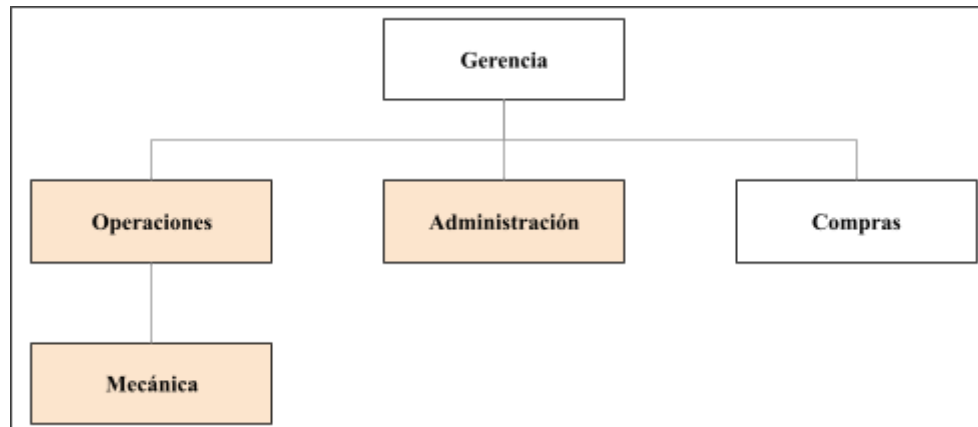 Gerencia
Operaciones
Administración
Compras
Mecánica